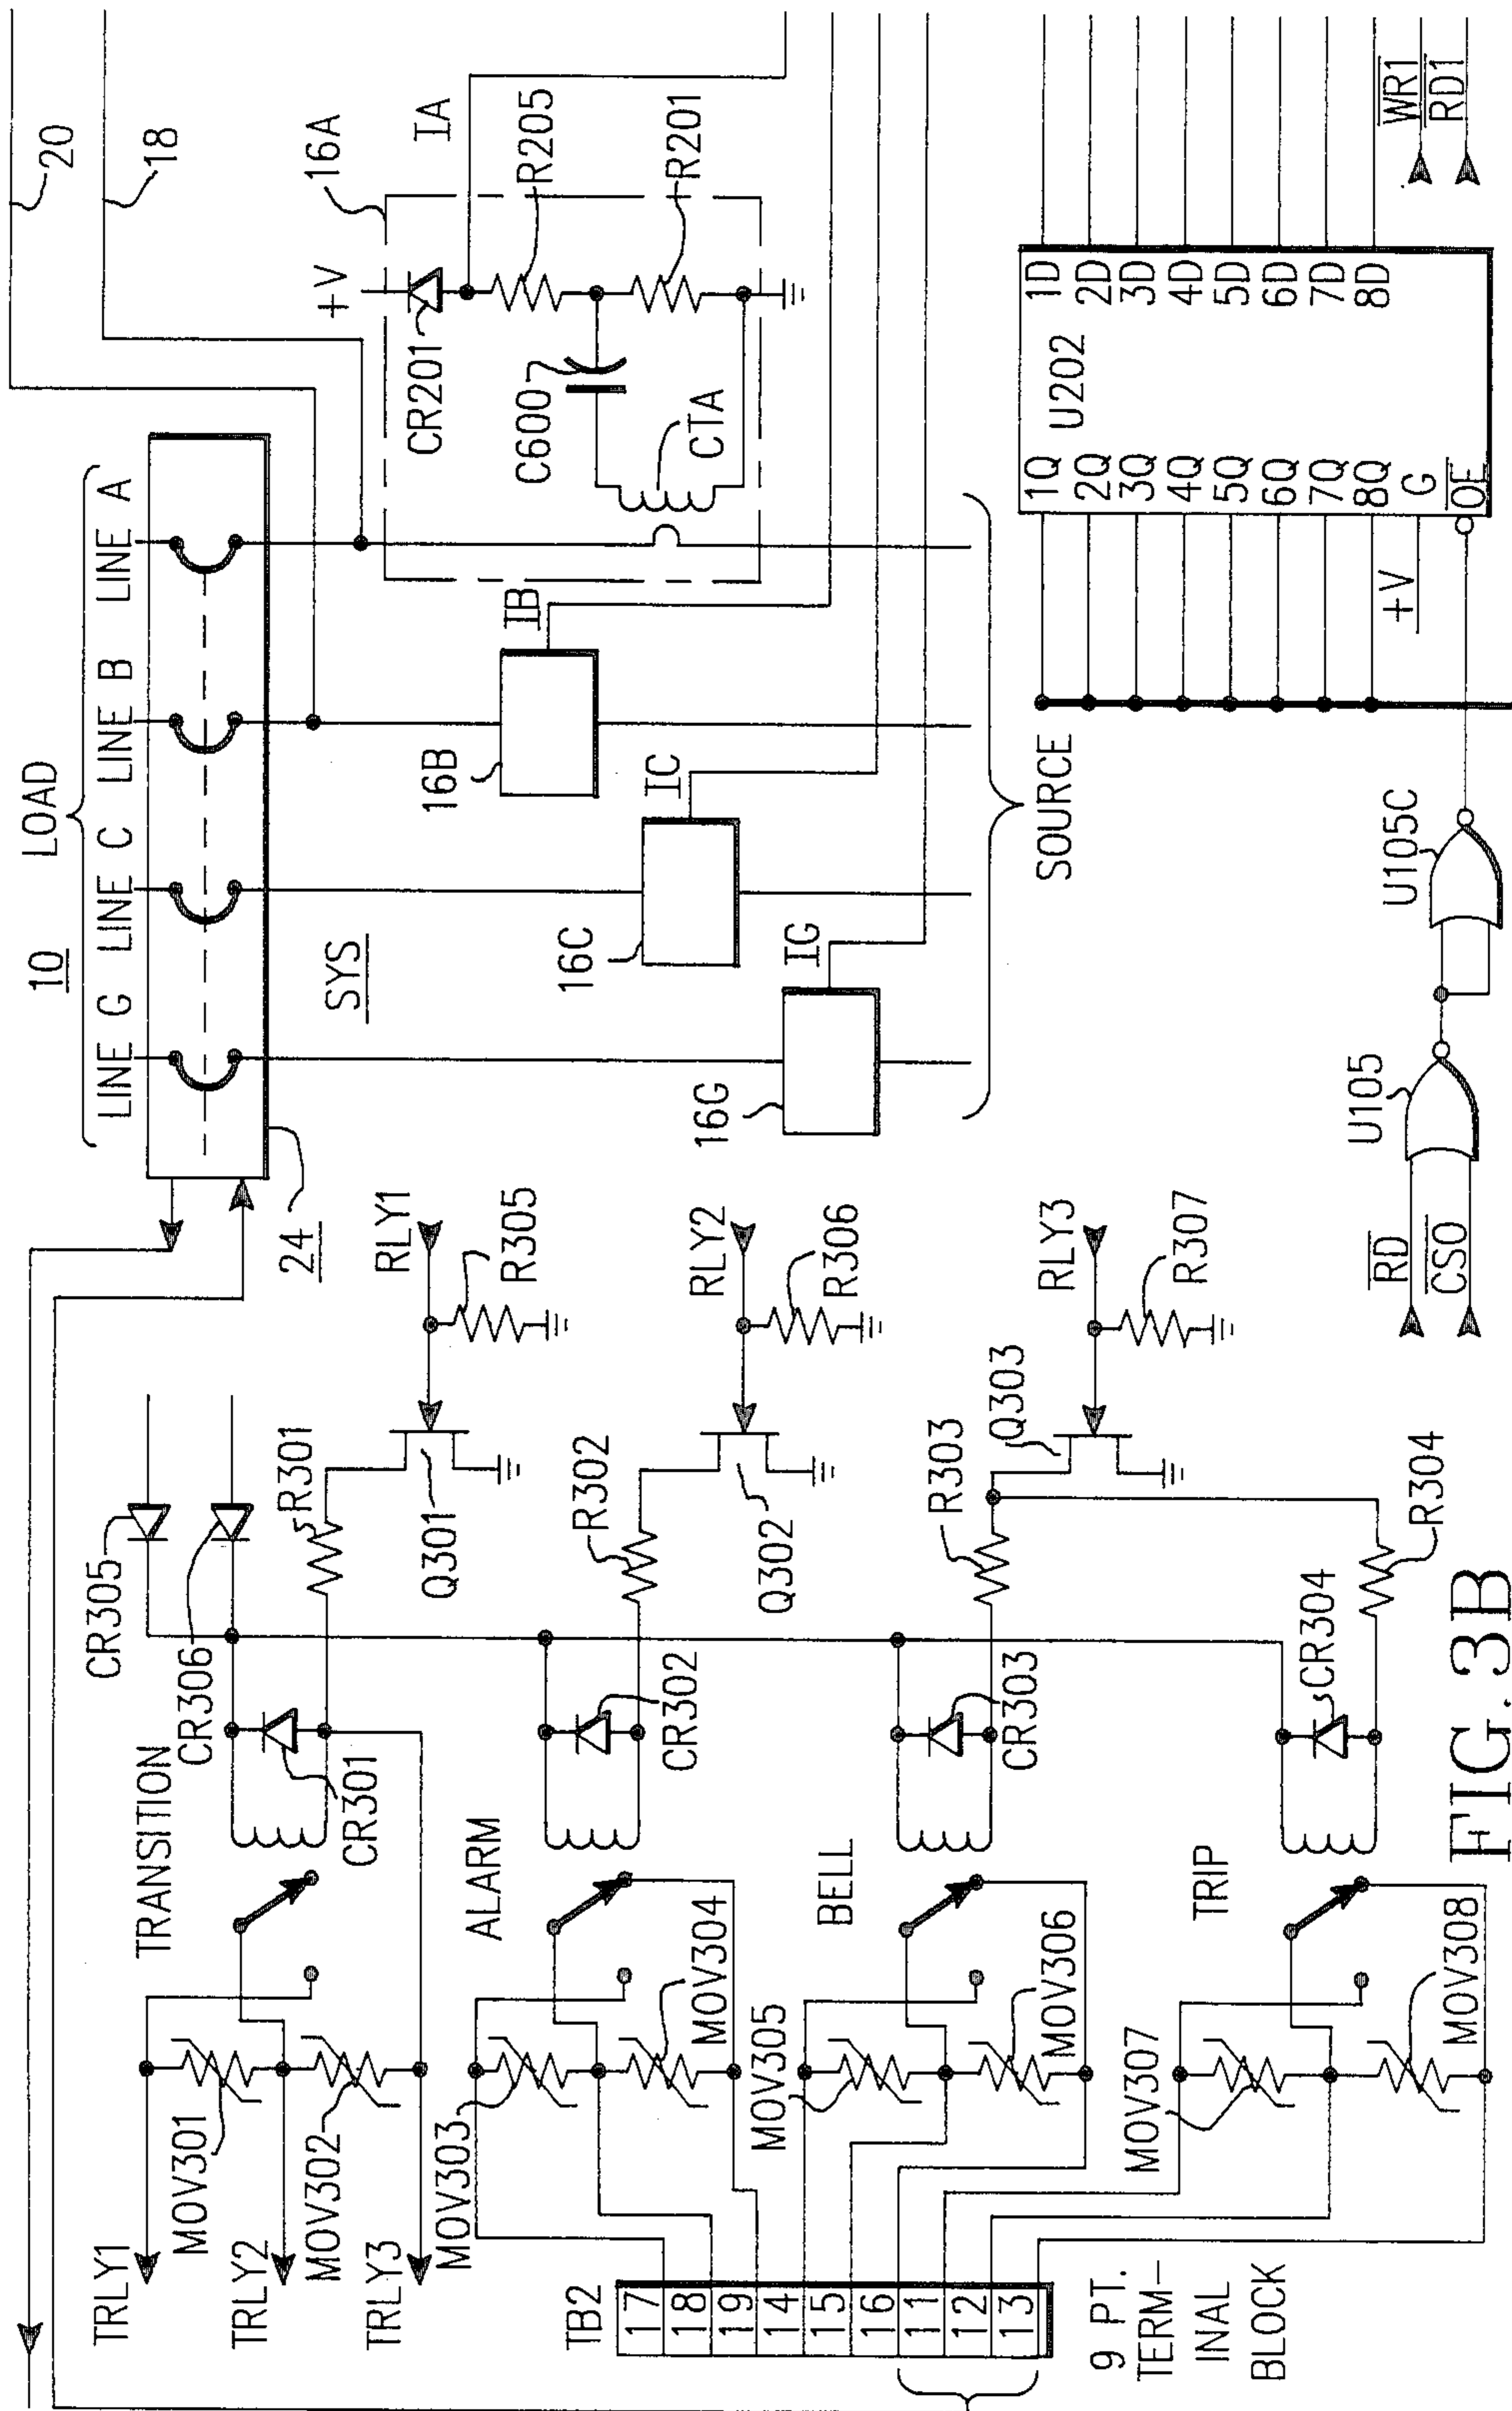 10
LOAD
LINE G
LINE C
LINE B
LINE A
20
18
SYS
24
16A
+V
IA
CR201
R205
C600
R201
CTA
16B
IB
16C
IC
16G
IG
SOURCE
CR305
CR306
TRANSITION
R301
CR301
Q301
RLY1
R305
TRLY1
MOV301
TRLY2
MOV302
TRLY3
MOV303
ALARM
MOV304
CR302
R302
Q302
RLY2
R306
BELL
MOV305
MOV306
CR303
R303
Q303
RLY3
R307
TRIP
MOV307
MOV308
CR304
R304
TB2
17
18
19
14
15
16
11
12
13
9 PT.
TERM-
INAL
BLOCK
RD
CSO
U105
U105C
+V
U202
1Q 1D
2Q 2D
3Q 3D
4Q 4D
5Q 5D
6Q 6D
7Q 7D
8Q 8D
G
OE
WR1
RD1
FIG. 3B